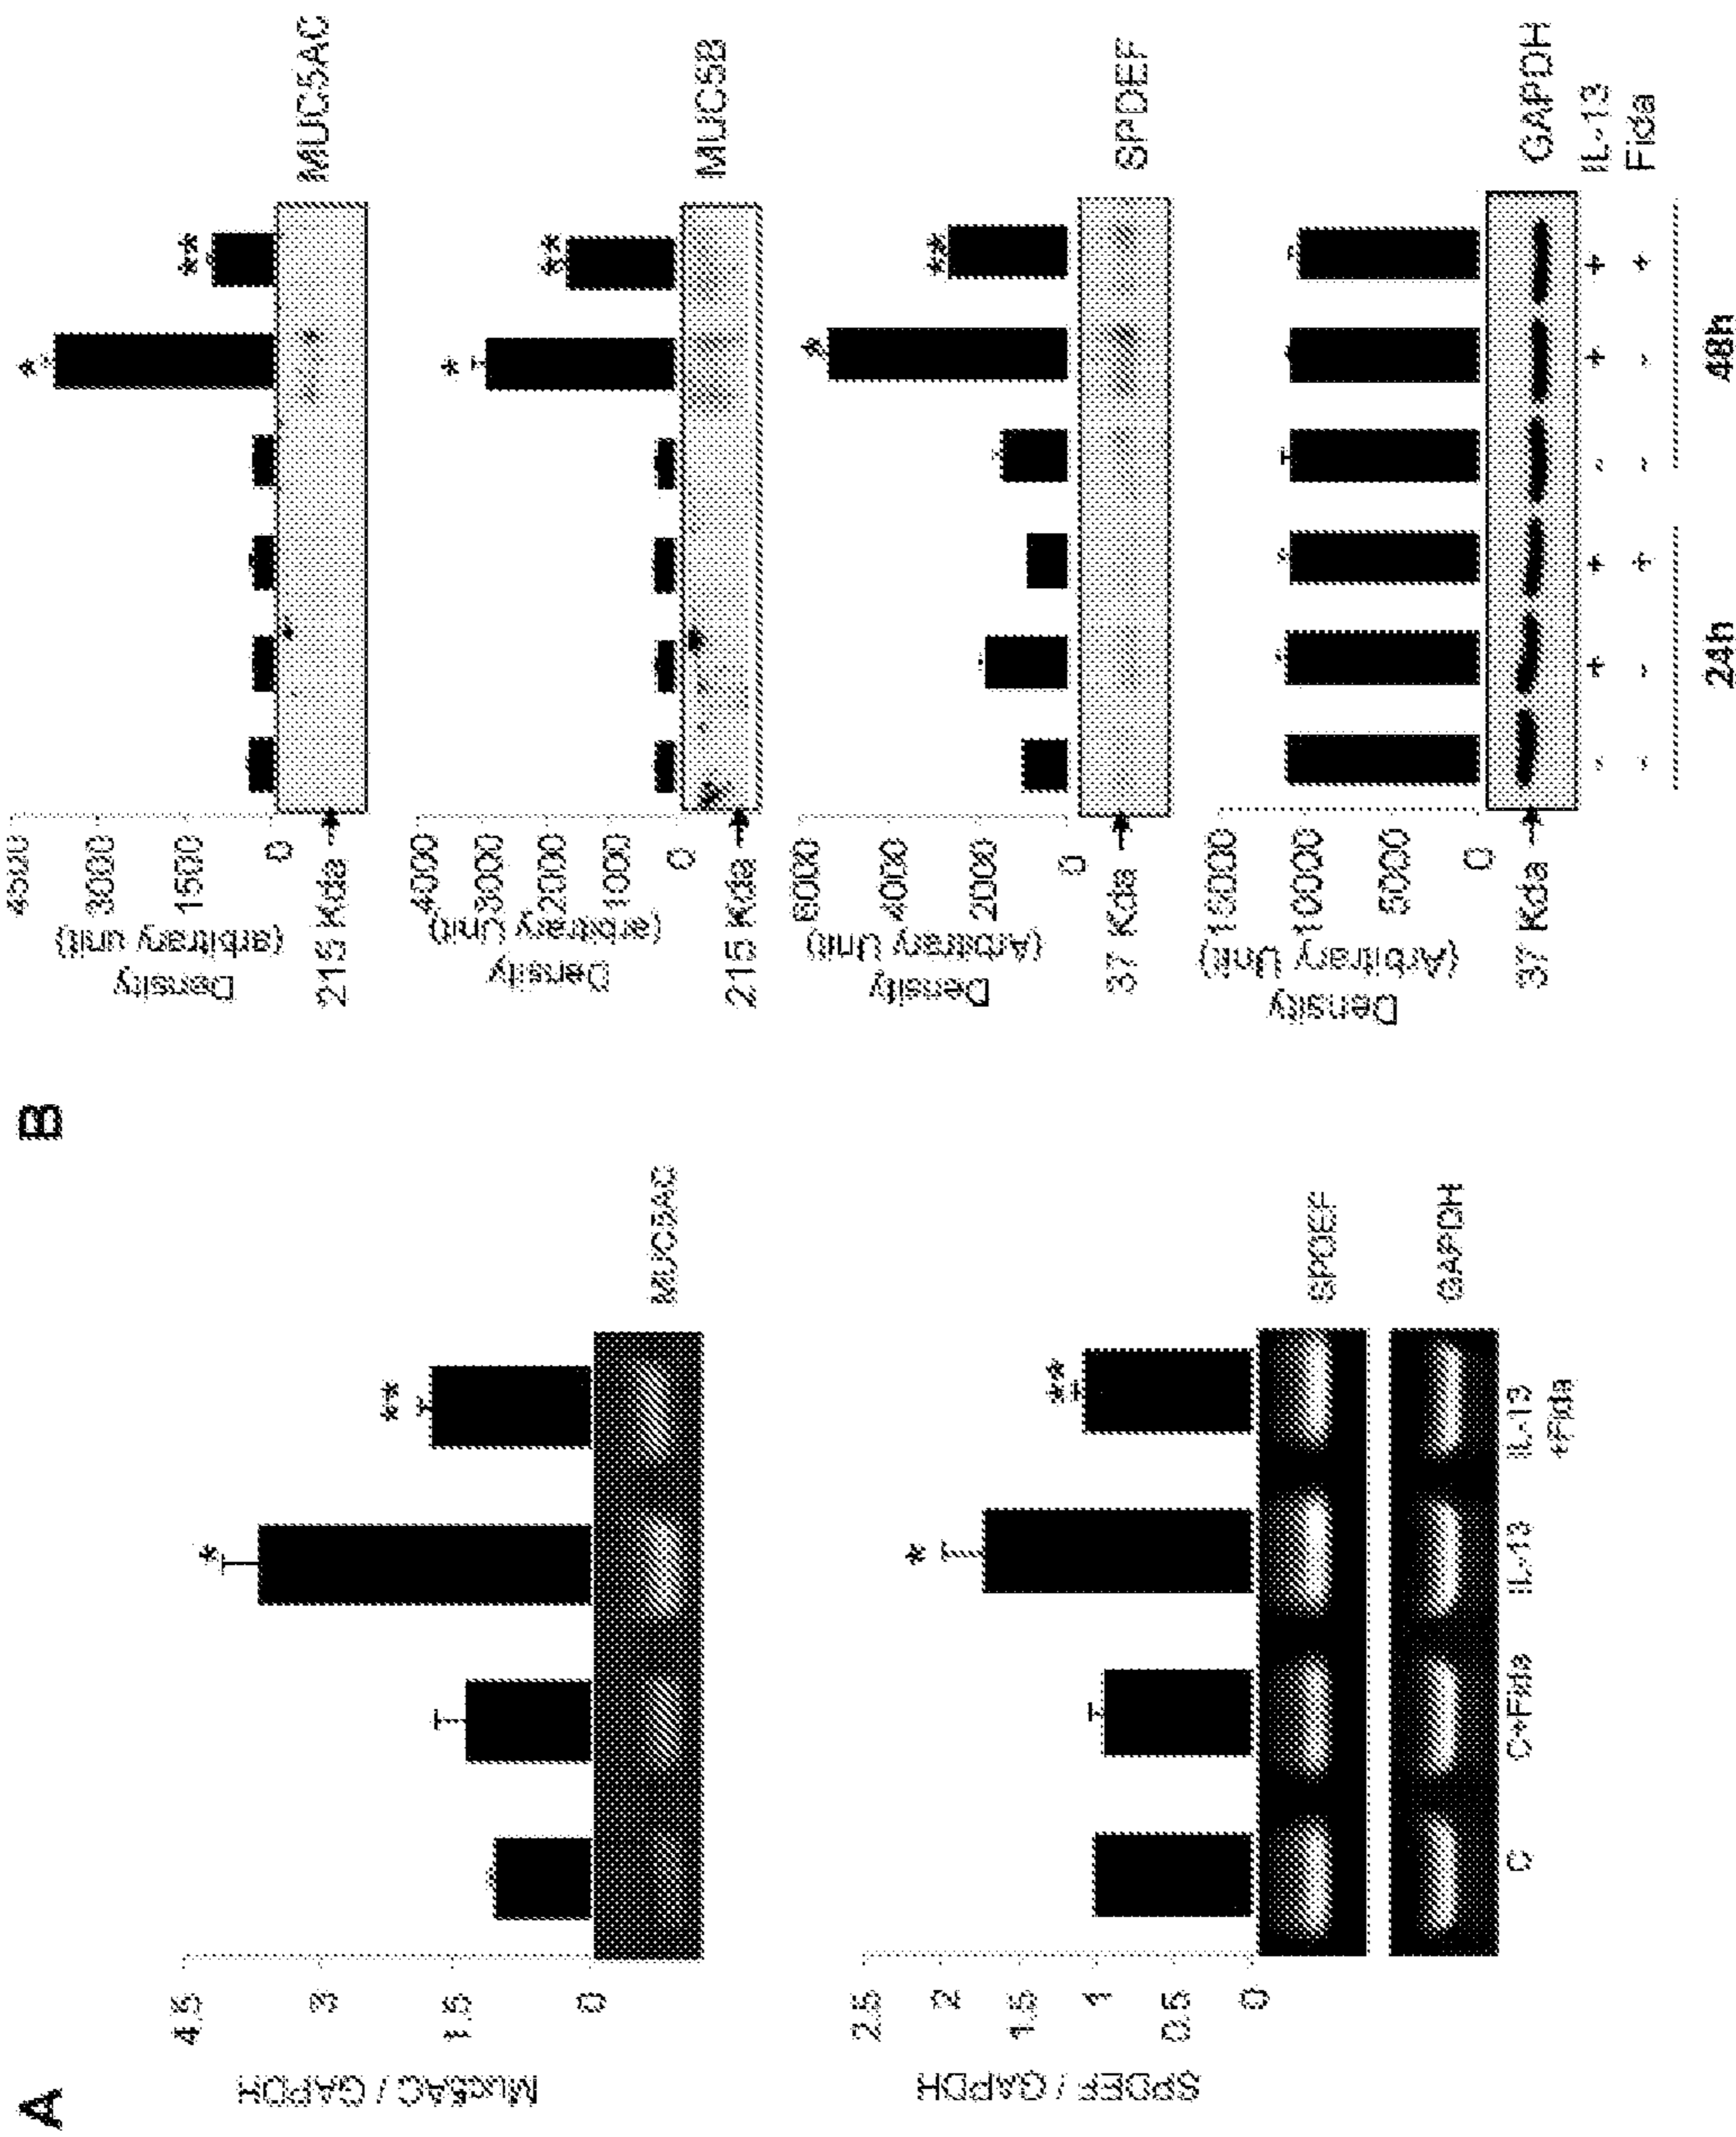 A
Muc5AC / GAPDH
4.5
3
1.5
0
*
**
MUC5AC
SPDEF / GAPDH
2.5
2
1.5
1
0.5
0
*
**
SPDEF
GAPDH
C
C+Fida
IL-13
IL-13
+Fida
B
Density
(arbitrary unit)
4500
3000
1500
0
*
**
215 Kda
MUC5AC
Density
(arbitrary Unit)
4000
3000
2000
1000
0
*
**
215 Kda
MUC5B
Density
(Arbitrary Unit)
6000
4000
2000
0
*
**
37 Kda
SPDEF
Density
(Arbitrary Unit)
15000
10000
5000
0
37 Kda
GAPDH
- + + - + + IL-13
- - + - - + Fida
24h 48h